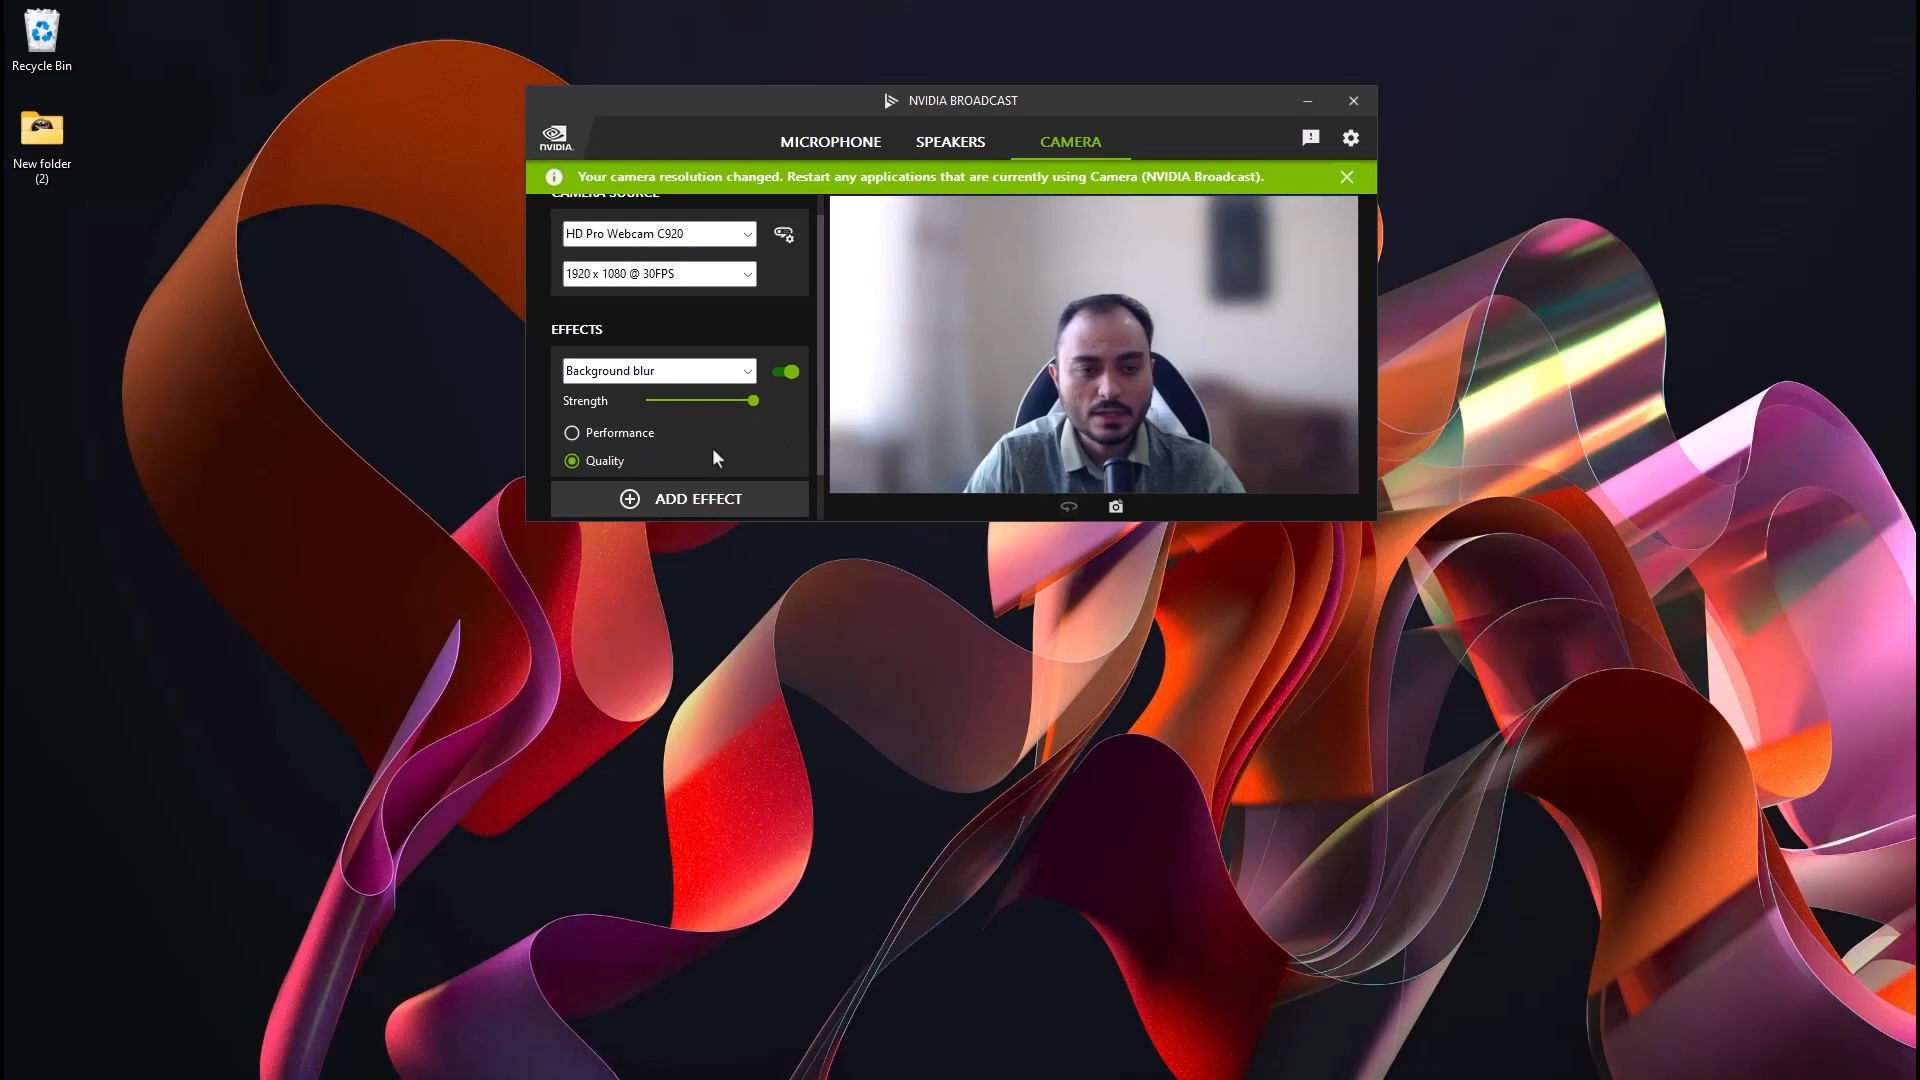 Recycle Bin
New folder
(2)
NVIDIA BROADCAST
NVIDIA.
MICROPHONE
SPEAKERS
CAMERA
Your camera resolution changed. Restart any applications that are currently using Camera (NVIDIA Broadcast).
CAMERA SOURCE
HD Pro Webcam C920
1920 x 1080 @ 30FPS
EFFECTS
Background blur
Strength
Performance
Quality
ADD EFFECT